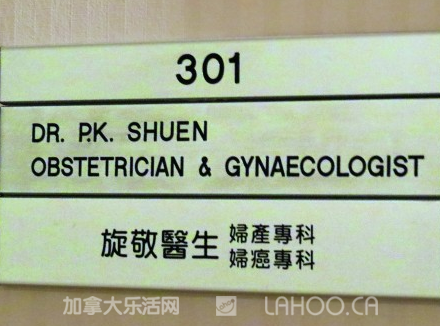 301
DR. P.K. SHUEN
OBSTETRICIAN & GYNAECOLOGIST
旋敬醫生 婦產專科
婦癌專科
加拿大乐活网 LAHOO.CA